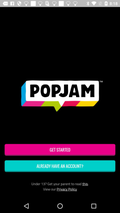 POPJAM
GET STARTED
ALREADY HAVE AN ACCOUNT?
Under 13? Get your parent to read this.
View our Privacy Policy.